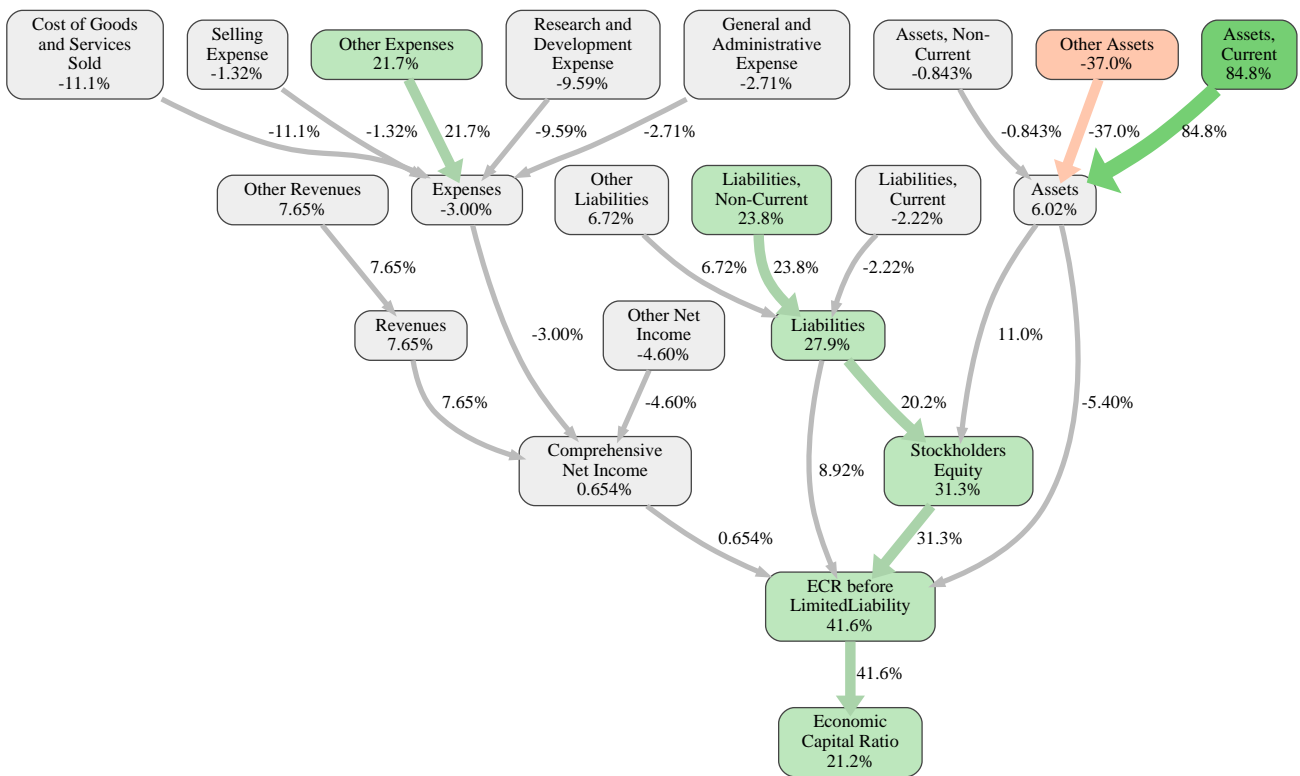 Cost of Goods
and Services
Sold
-11.1%
Selling
Expense
-1.32%
Other Expenses
21.7%
Research and
Development
Expense
-9.59%
General and
Administrative
Expense
-2.71%
Assets, Non-
Current
-0.843%
Other Assets
-37.0%
Assets,
Current
84.8%
-11.1%
-1.32%
21.7%
-9.59%
-2.71%
-0.843%
-37.0%
84.8%
Other Revenues
7.65%
Expenses
-3.00%
Other
Liabilities
6.72%
Liabilities,
Non-Current
23.8%
Liabilities,
Current
-2.22%
Assets
6.02%
7.65%
6.72%
23.8%
-2.22%
Revenues
7.65%
-3.00%
Other Net
Income
-4.60%
Liabilities
27.9%
11.0%
7.65%
-4.60%
20.2%
-5.40%
Comprehensive
Net Income
0.654%
8.92%
Stockholders
Equity
31.3%
0.654%
31.3%
ECR before
LimitedLiability
41.6%
41.6%
Economic
Capital Ratio
21.2%